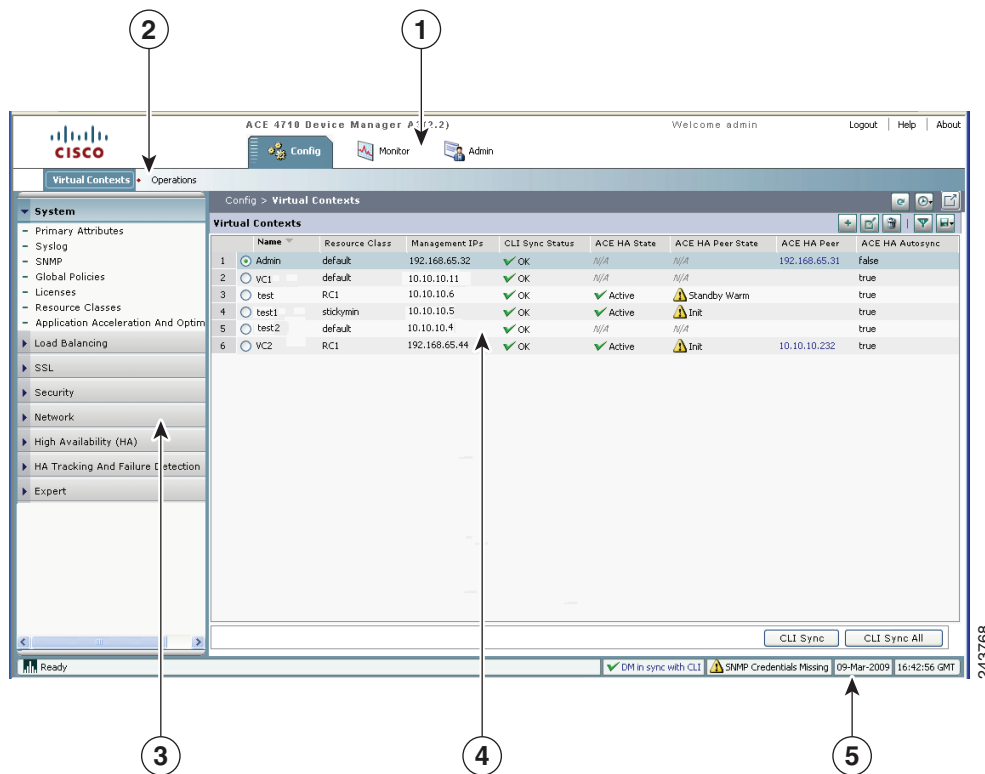 2
1
ACE 4710 Device Manager A3(2.2)
Welcome admin
Logout | Help | About
CISCO
Config
Monitor
Admin
Virtual Contexts
Operations
System
Primary Attributes
Syslog
SNMP
Global Policies
Licenses
Resource Classes
Application Acceleration And Optim
Load Balancing
SSL
Security
Network
High Availability (HA)
HA Tracking And Failure Detection
Expert
Config > Virtual Contexts
Virtual Contexts
Name Resource Class Management IPs CLI Sync Status ACE HA State ACE HA Peer State ACE HA Peer ACE HA Autosync
1 Admin default 192.168.65.32 OK N/A N/A 192.168.65.31 false
2 VC1 default 10.10.10.11 OK N/A N/A true
3 test RC1 10.10.10.6 OK Active Standby Warm true
4 test1 stickymin 10.10.10.5 OK Active Init true
5 test2 default 10.10.10.4 OK N/A N/A true
6 VC2 RC1 192.168.65.44 OK Active Init 10.10.10.232 true
CLI Sync
CLI Sync All
Ready
DM in sync with CLI
SNMP Credentials Missing
09-Mar-2009
16:42:56 GMT
243768
3
4
5